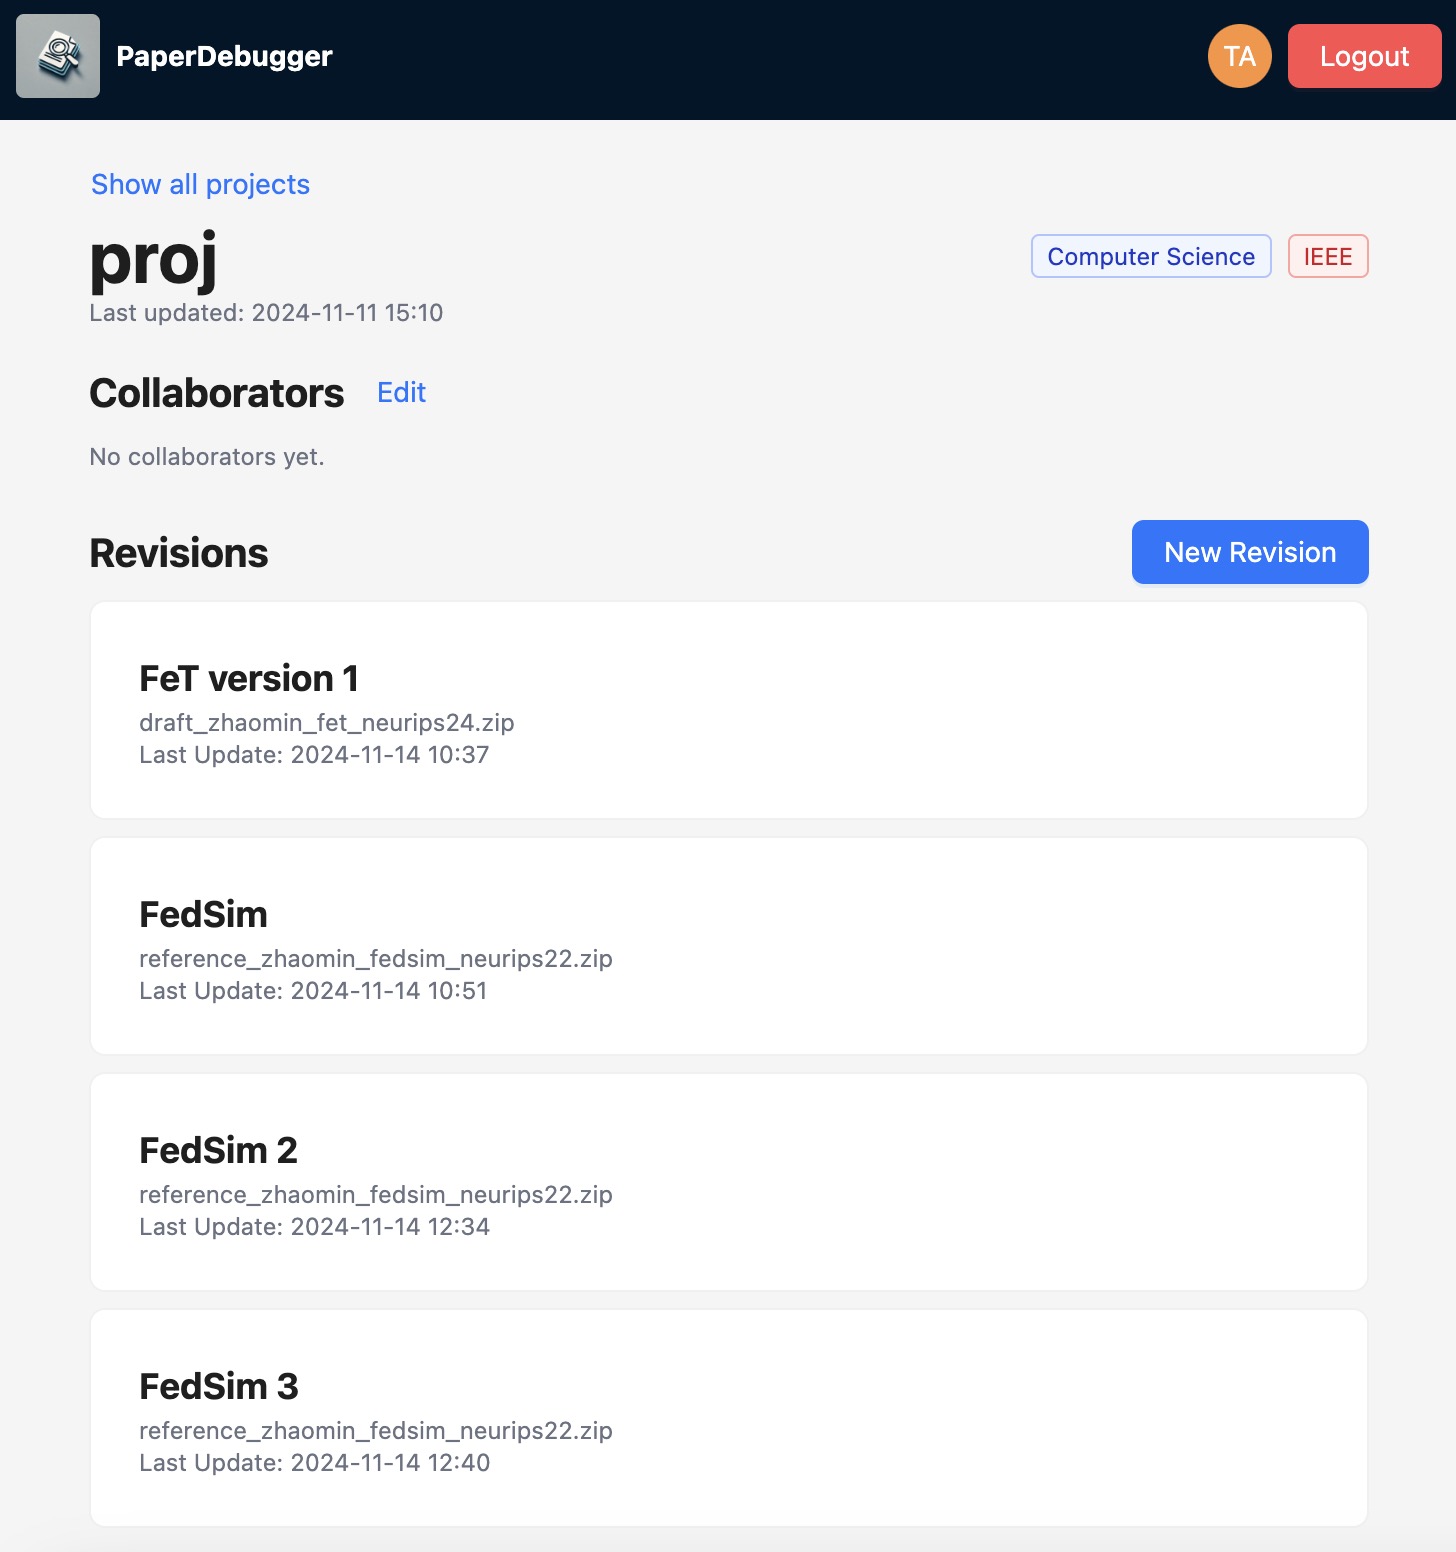 PaperDebugger
TA
Logout
Show all projects
proj
Computer Science
IEEE
Last updated: 2024-11-11 15:10
Collaborators
Edit
No collaborators yet.
Revisions
New Revision
FeT version 1
draft_zhaomin_fet_neurips24.zip
Last Update: 2024-11-14 10:37
FedSim
reference_zhaomin_fedsim_neurips22.zip
Last Update: 2024-11-14 10:51
FedSim 2
reference_zhaomin_fedsim_neurips22.zip
Last Update: 2024-11-14 12:34
FedSim 3
reference_zhaomin_fedsim_neurips22.zip
Last Update: 2024-11-14 12:40